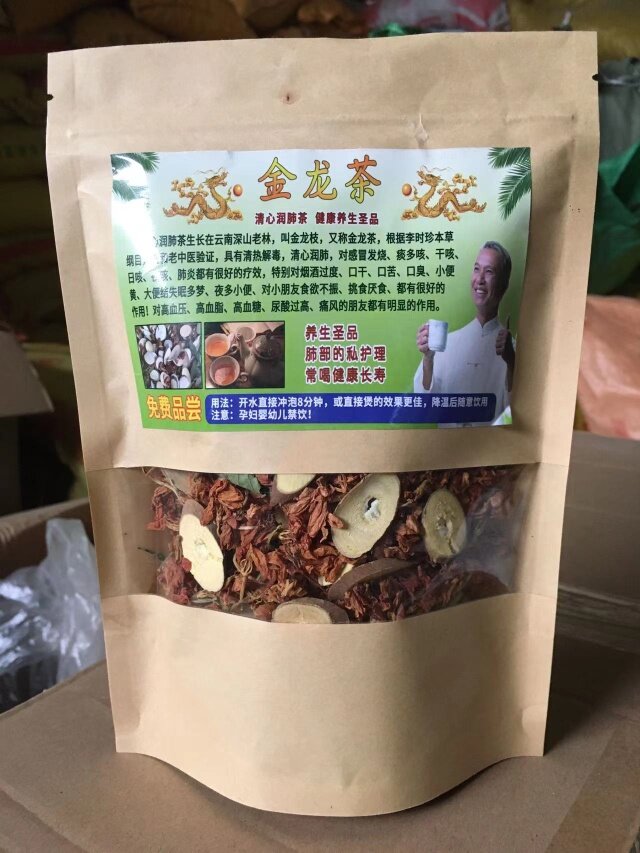 金龙茶
清心润肺茶 健康养生圣品
心润肺茶生长在云南深山老林，叫金龙枝，又称金龙茶，根据李时珍本草
纲目 老中医验证，具有清热解毒，清心润肺，对感冒发烧，痰多咳、干咳、
日咳、 咳、肺炎都有很好的疗效，特别对烟酒过度、口干、口苦、口臭、小便
黄、大便 失眠多梦、夜多小便、对小朋友食欲不振、挑食厌食、都有很好的
作用！对高血压、高血脂、高血糖、尿酸过高、痛风的朋友都有明显的作用。
养生圣品
肺部的私护理
常喝健康长寿
免费品尝
用法：开水直接冲泡8分钟，或直接煲的效果更佳，降温后随意饮用
注意：孕妇婴幼儿禁饮！